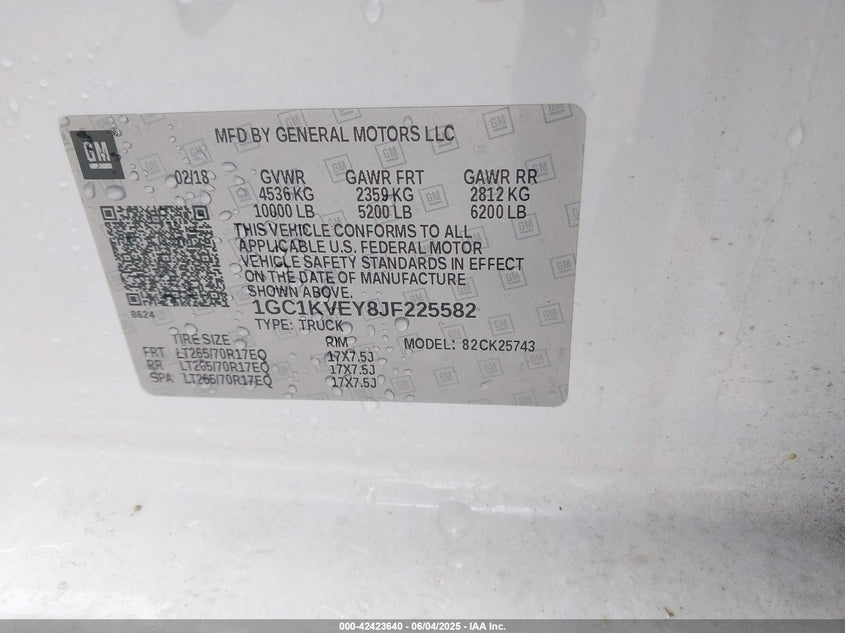 GM
MFD BY GENERAL MOTORS LLC
02/18 GVWR GAWR FRT GAWR RR
4536 KG 2359 KG 2812 KG
10000 LB 5200 LB 6200 LB
THIS VEHICLE CONFORMS TO ALL
APPLICABLE U.S. FEDERAL MOTOR
VEHICLE SAFETY STANDARDS IN EFFECT
ON THE DATE OF MANUFACTURE
SHOWN ABOVE.
8624
1GC1KVEY8JF225582
TYPE: TRUCK
TIRE SIZE RIM MODEL: 82CK25743
FRT LT265/70R17EQ 17X7.5J
RR LT265/70R17EQ 17X7.5J
SPA LT265/70R17EQ 17X7.5J
000-42423640 - 06/04/2025 - IAA Inc.